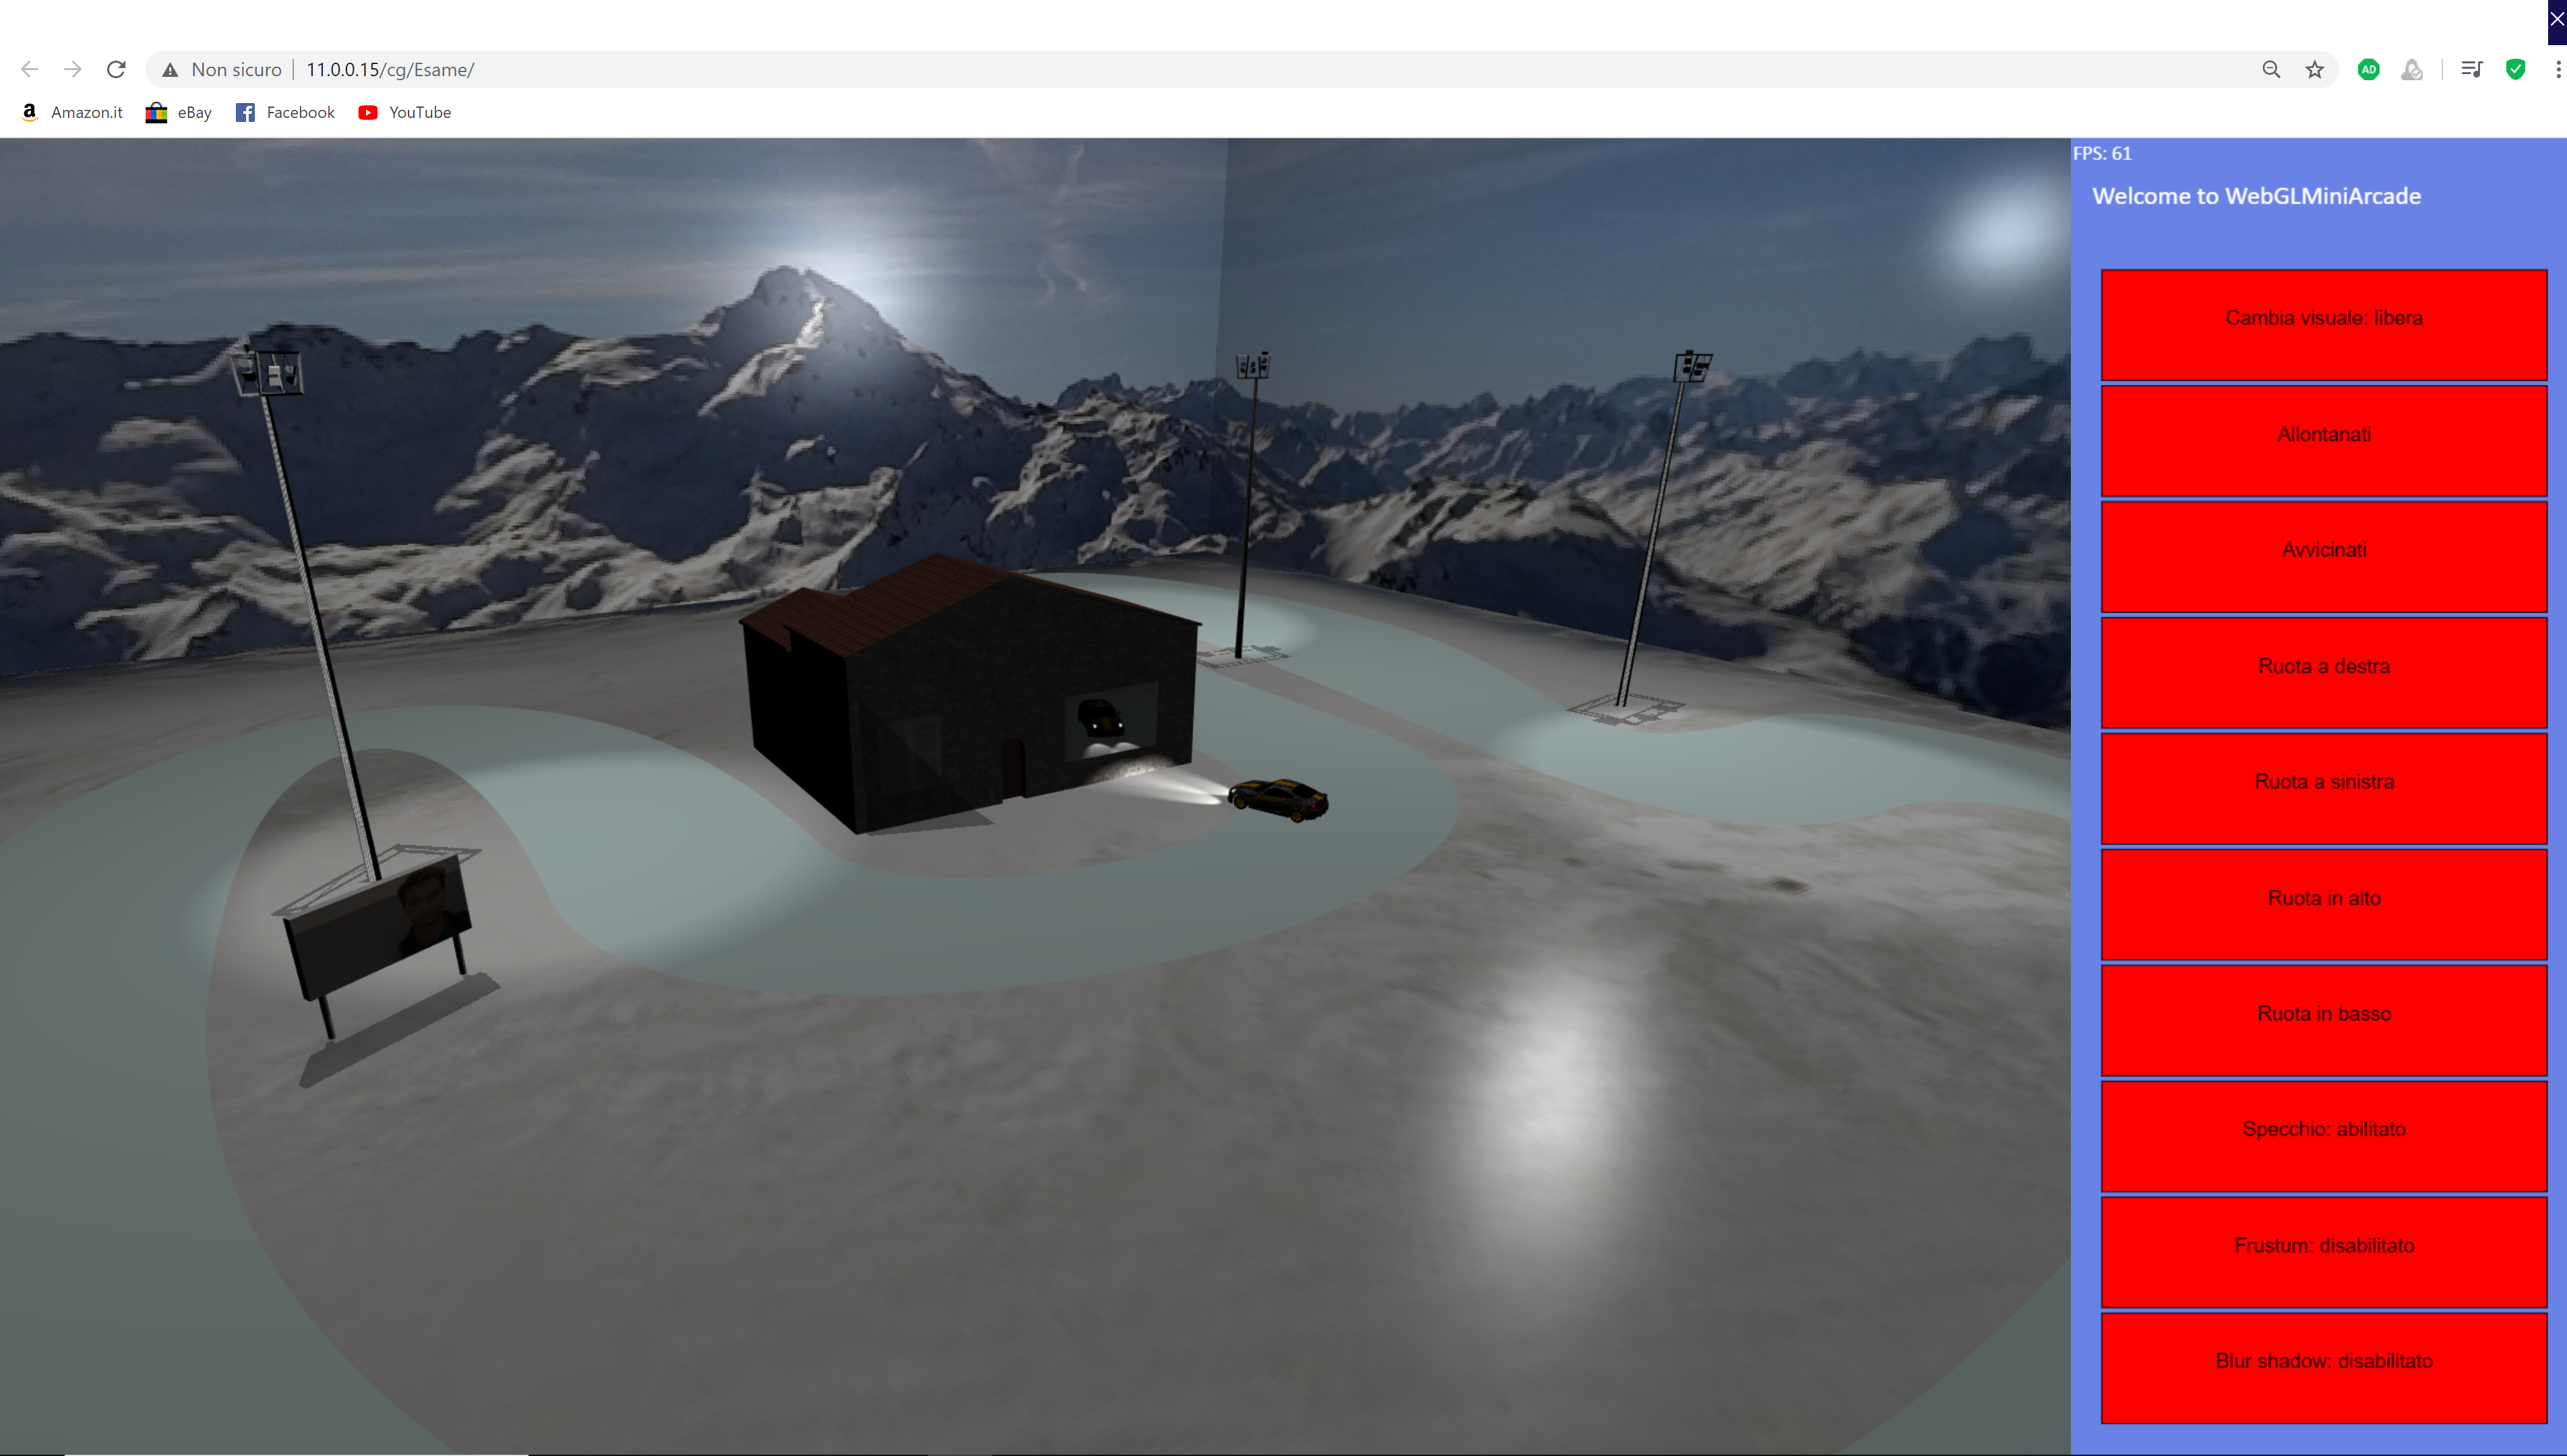 Non sicuro | 11.0.0.15/cg/Esame/
AD
a Amazon.it eBay Facebook YouTube
FPS: 61
Welcome to WebGLMiniArcade
Cambia visuale: libera
Allontanati
Avvicinati
Ruota a destra
Ruota a sinistra
Ruota in alto
Ruota in basso
Specchio: abilitato
Frustum: disabilitato
Blur shadow: disabilitato